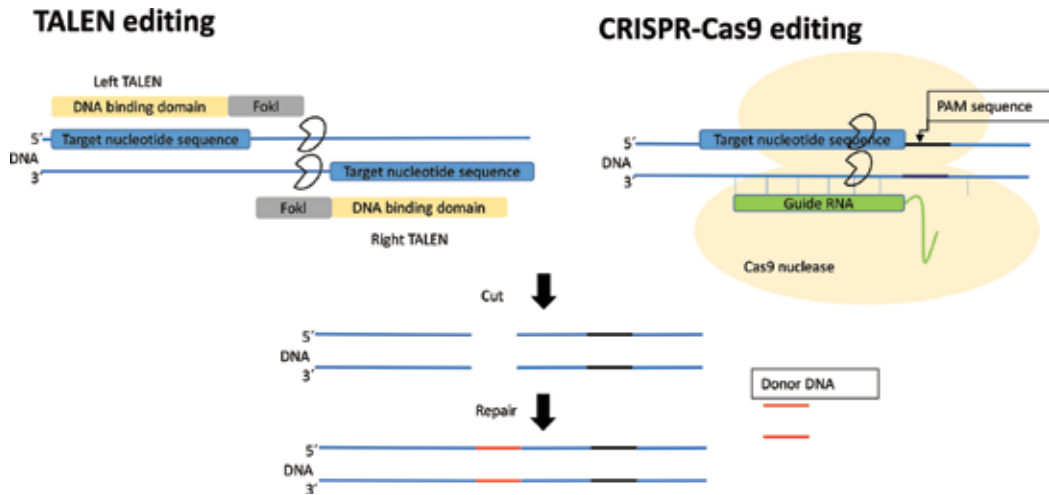 TALEN editing
Left TALEN
DNA binding domain
FokI
5´
Target nucleotide sequence
DNA
3´
Target nucleotide sequence
FokI
DNA binding domain
Right TALEN
CRISPR-Cas9 editing
PAM sequence
5´
Target nucleotide sequence
DNA
3´
Guide RNA
Cas9 nuclease
Cut
5´
DNA
3´
Donor DNA
Repair
5´
DNA
3´